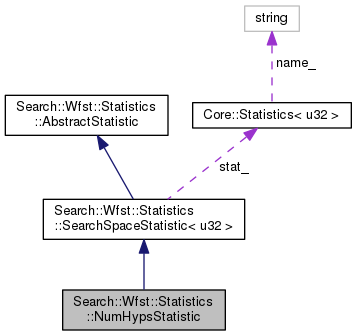 string
name_
Search::Wfst::Statistics
::AbstractStatistic
Core::Statistics< u32 >
stat_
Search::Wfst::Statistics
::SearchSpaceStatistic< u32 >
Search::Wfst::Statistics
::NumHypsStatistic